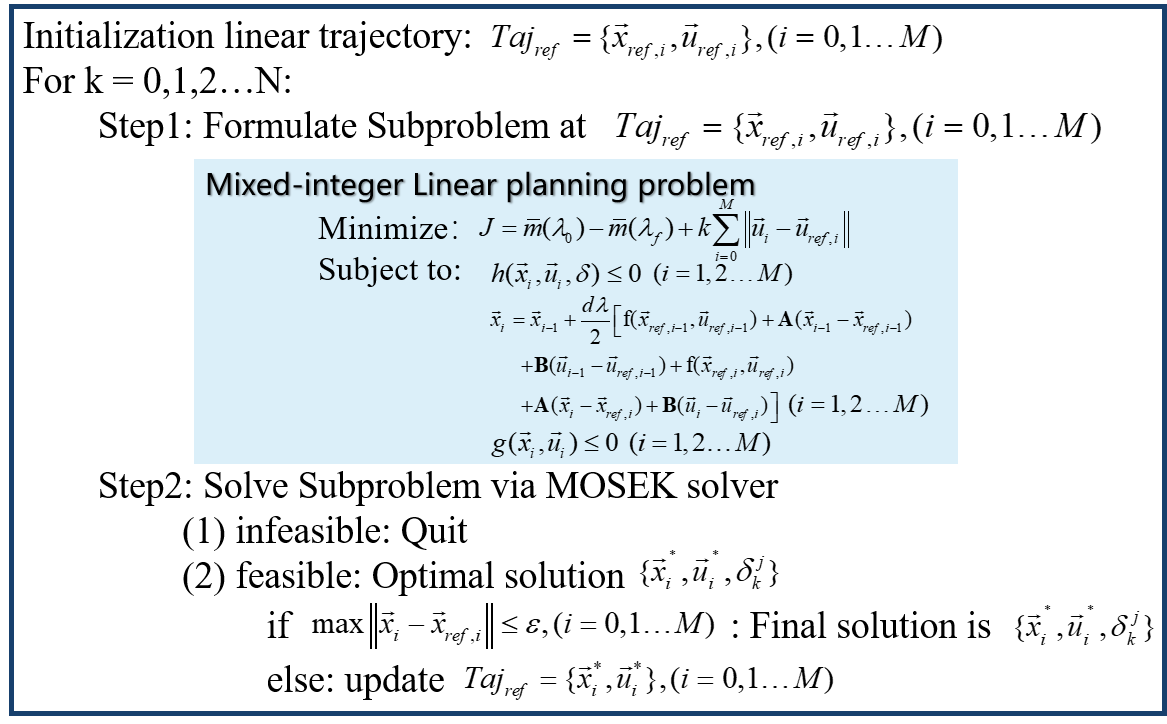 Initialization linear trajectory: $Taj_{ref} = \{\vec{x}_{ref,i}, \vec{u}_{ref,i}\}, (i = 0,1\ldots M)$
For k = 0,1,2…N:
Step1: Formulate Subproblem at $Taj_{ref} = \{\vec{x}_{ref,i}, \vec{u}_{ref,i}\}, (i = 0,1\ldots M)$
Mixed-integer Linear planning problem
Minimize: $J = \overline{m}(\lambda_0) - \overline{m}(\lambda_f) + k\sum_{i=0}^{M} \left\| \vec{u}_i - \vec{u}_{ref,i} \right\|$
Subject to: $h(\vec{x}_i, \vec{u}_i, \delta) \leq 0 \; (i = 1,2\ldots M)$
$\vec{x}_i = \vec{x}_{i-1} + \frac{d\lambda}{2} \big[ \mathrm{f}(\vec{x}_{ref,i-1}, \vec{u}_{ref,i-1}) + \mathbf{A}(\vec{x}_{i-1} - \vec{x}_{ref,i-1})$
$+ \mathbf{B}(\vec{u}_{i-1} - \vec{u}_{ref,i-1}) + \mathrm{f}(\vec{x}_{ref,i}, \vec{u}_{ref,i})$
$+ \mathbf{A}(\vec{x}_i - \vec{x}_{ref,i}) + \mathbf{B}(\vec{u}_i - \vec{u}_{ref,i}) \big] \; (i = 1,2\ldots M)$
$g(\vec{x}_i, \vec{u}_i) \leq 0 \; (i = 1,2\ldots M)$
Step2: Solve Subproblem via MOSEK solver
(1) infeasible: Quit
(2) feasible: Optimal solution $\{\vec{x}_i^*, \vec{u}_i^*, \delta_k^j\}$
if $\max \left\| \vec{x}_i - \vec{x}_{ref,i} \right\| \leq \varepsilon, (i = 0,1\ldots M)$ : Final solution is $\{\vec{x}_i^*, \vec{u}_i^*, \delta_k^j\}$
else: update $Taj_{ref} = \{\vec{x}_i^*, \vec{u}_i^*\}, (i = 0,1\ldots M)$